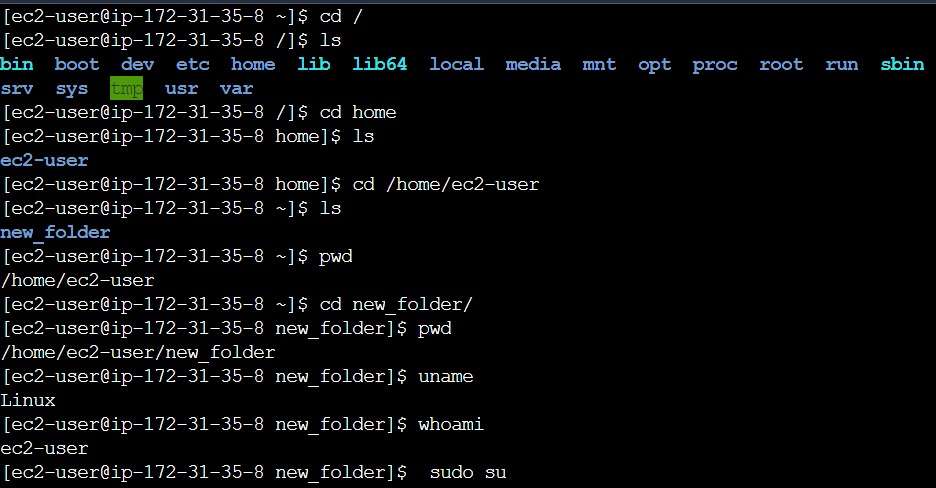 [ec2-user@ip-172-31-35-8 ~]$ cd /
[ec2-user@ip-172-31-35-8 /]$ ls
bin  boot  dev  etc  home  lib  lib64  local  media  mnt  opt  proc  root  run  sbin
srv  sys  tmp  usr  var
[ec2-user@ip-172-31-35-8 /]$ cd home
[ec2-user@ip-172-31-35-8 home]$ ls
ec2-user
[ec2-user@ip-172-31-35-8 home]$ cd /home/ec2-user
[ec2-user@ip-172-31-35-8 ~]$ ls
new_folder
[ec2-user@ip-172-31-35-8 ~]$ pwd
/home/ec2-user
[ec2-user@ip-172-31-35-8 ~]$ cd new_folder/
[ec2-user@ip-172-31-35-8 new_folder]$ pwd
/home/ec2-user/new_folder
[ec2-user@ip-172-31-35-8 new_folder]$ uname
Linux
[ec2-user@ip-172-31-35-8 new_folder]$ whoami
ec2-user
[ec2-user@ip-172-31-35-8 new_folder]$  sudo su